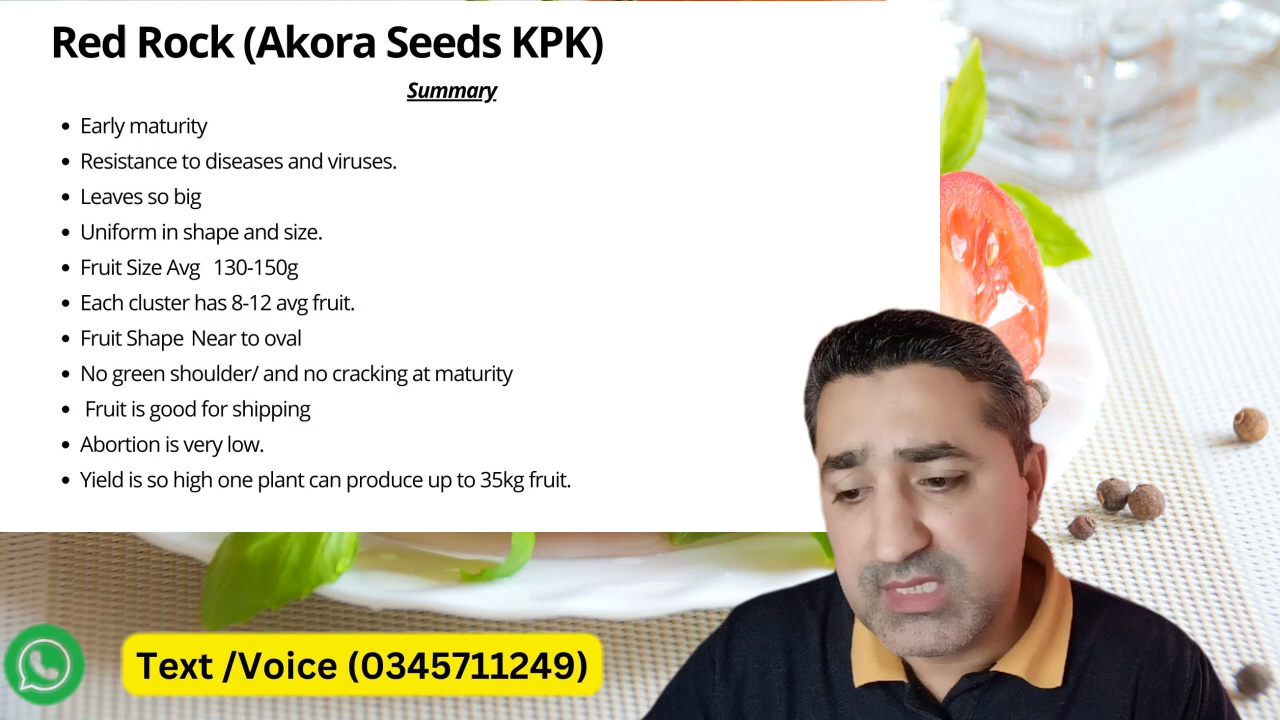 Red Rock (Akora Seeds KPK)
Summary
• Early maturity
• Resistance to diseases and viruses.
• Leaves so big
• Uniform in shape and size.
• Fruit Size Avg 130-150g
• Each cluster has 8-12 avg fruit.
• Fruit Shape Near to oval
• No green shoulder/ and no cracking at maturity
• Fruit is good for shipping
• Abortion is very low.
• Yield is so high one plant can produce up to 35kg fruit.
Text /Voice (0345711249)